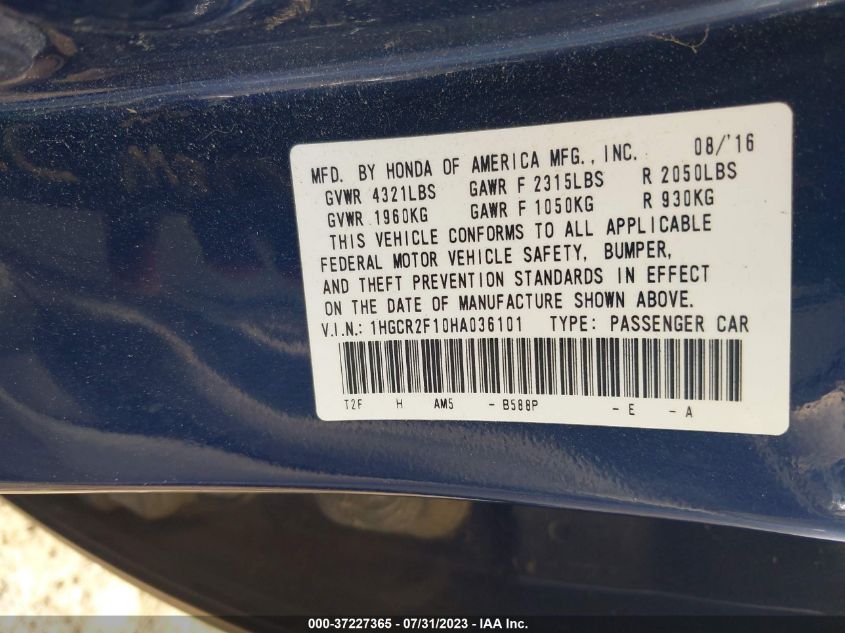 MFD. BY HONDA OF AMERICA MFG., INC. 08/'16
GVWR 4321LBS GAWR F 2315LBS R 2050LBS
GVWR 1960KG GAWR F 1050KG R 930KG
THIS VEHICLE CONFORMS TO ALL APPLICABLE
FEDERAL MOTOR VEHICLE SAFETY, BUMPER,
AND THEFT PREVENTION STANDARDS IN EFFECT
ON THE DATE OF MANUFACTURE SHOWN ABOVE.
V.I.N.: 1HGCR2F10HA036101 TYPE: PASSENGER CAR
T2F H AM5 - B588P - E - A
000-37227365 - 07/31/2023 - IAA Inc.